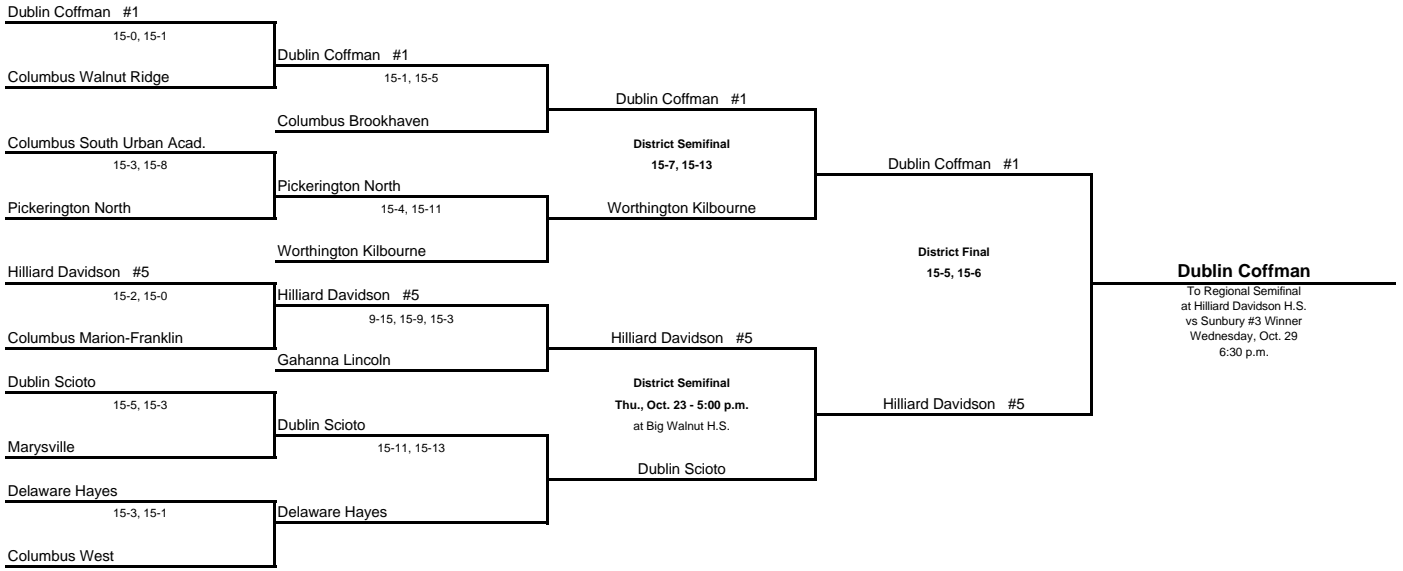 Dublin Coffman #1
15-0, 15-1
Columbus Walnut Ridge
Columbus South Urban Acad.
15-3, 15-8
Pickerington North
Hilliard Davidson #5
15-2, 15-0
Columbus Marion-Franklin
Dublin Scioto
15-5, 15-3
Marysville
Delaware Hayes
15-3, 15-1
Columbus West
Dublin Coffman #1
15-1, 15-5
Columbus Brookhaven
Pickerington North
15-4, 15-11
Worthington Kilbourne
Hilliard Davidson #5
9-15, 15-9, 15-3
Gahanna Lincoln
Dublin Scioto
15-11, 15-13
Delaware Hayes
Dublin Coffman #1
District Semifinal
15-7, 15-13
Worthington Kilbourne
Hilliard Davidson #5
District Semifinal
Thu., Oct. 23 - 5:00 p.m.
at Big Walnut H.S.
Dublin Scioto
Dublin Coffman #1
District Final
15-5, 15-6
Hilliard Davidson #5
Dublin Coffman
To Regional Semifinal
at Hilliard Davidson H.S.
vs Sunbury #3 Winner
Wednesday, Oct. 29
6:30 p.m.